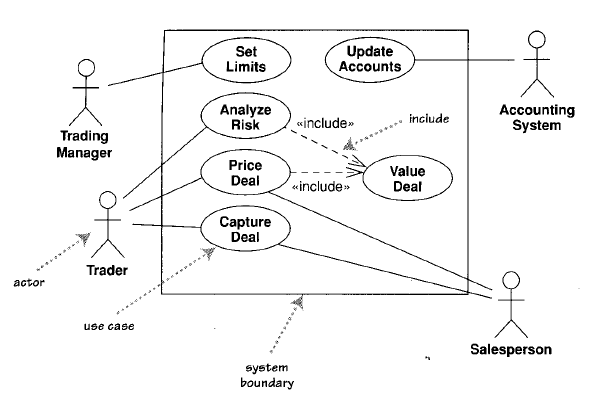 Set
Limits
Update
Accounts
Trading
Manager
Accounting
System
Analyze
Risk
«include»
include
Price
Deal
«include»
Value
Deal
Capture
Deal
Trader
actor
use case
system
boundary
Salesperson